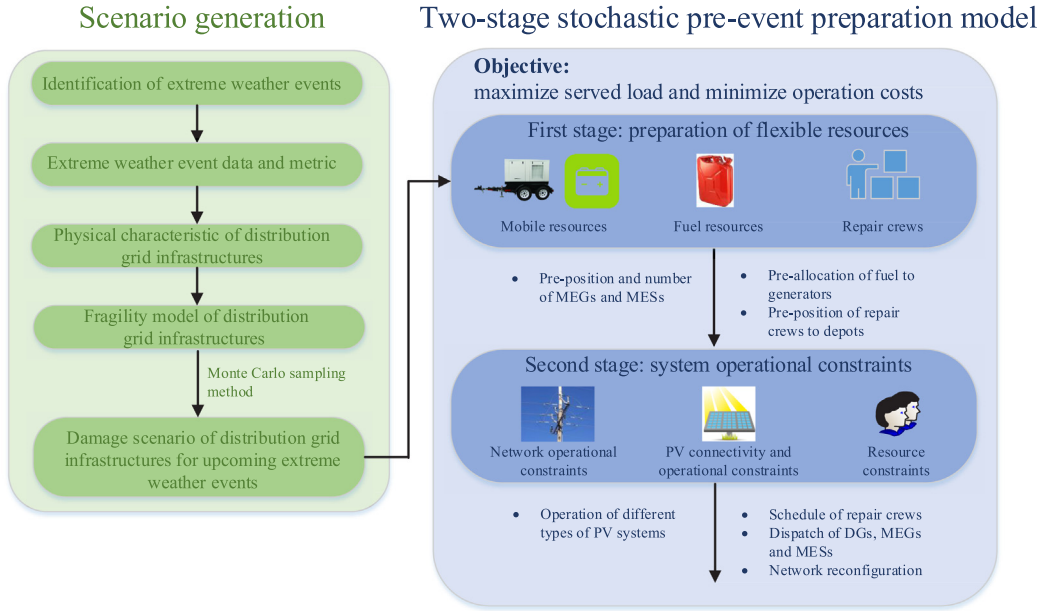 Scenario generation
Identification of extreme weather events
Extreme weather event data and metric
Physical characteristic of distribution
grid infrastructures
Fragility model of distribution
grid infrastructures
Monte Carlo sampling
method
Damage scenario of distribution grid
infrastructures for upcoming extreme
weather events
Two-stage stochastic pre-event preparation model
Objective:
maximize served load and minimize operation costs
First stage: preparation of flexible resources
Mobile resources
Fuel resources
Repair crews
• Pre-position and number
of MEGs and MESs
• Pre-allocation of fuel to
generators
• Pre-position of repair
crews to depots
Second stage: system operational constraints
Network operational
constraints
PV connectivity and
operational constraints
Resource
constraints
• Operation of different
types of PV systems
• Schedule of repair crews
• Dispatch of DGs, MEGs
and MESs
• Network reconfiguration